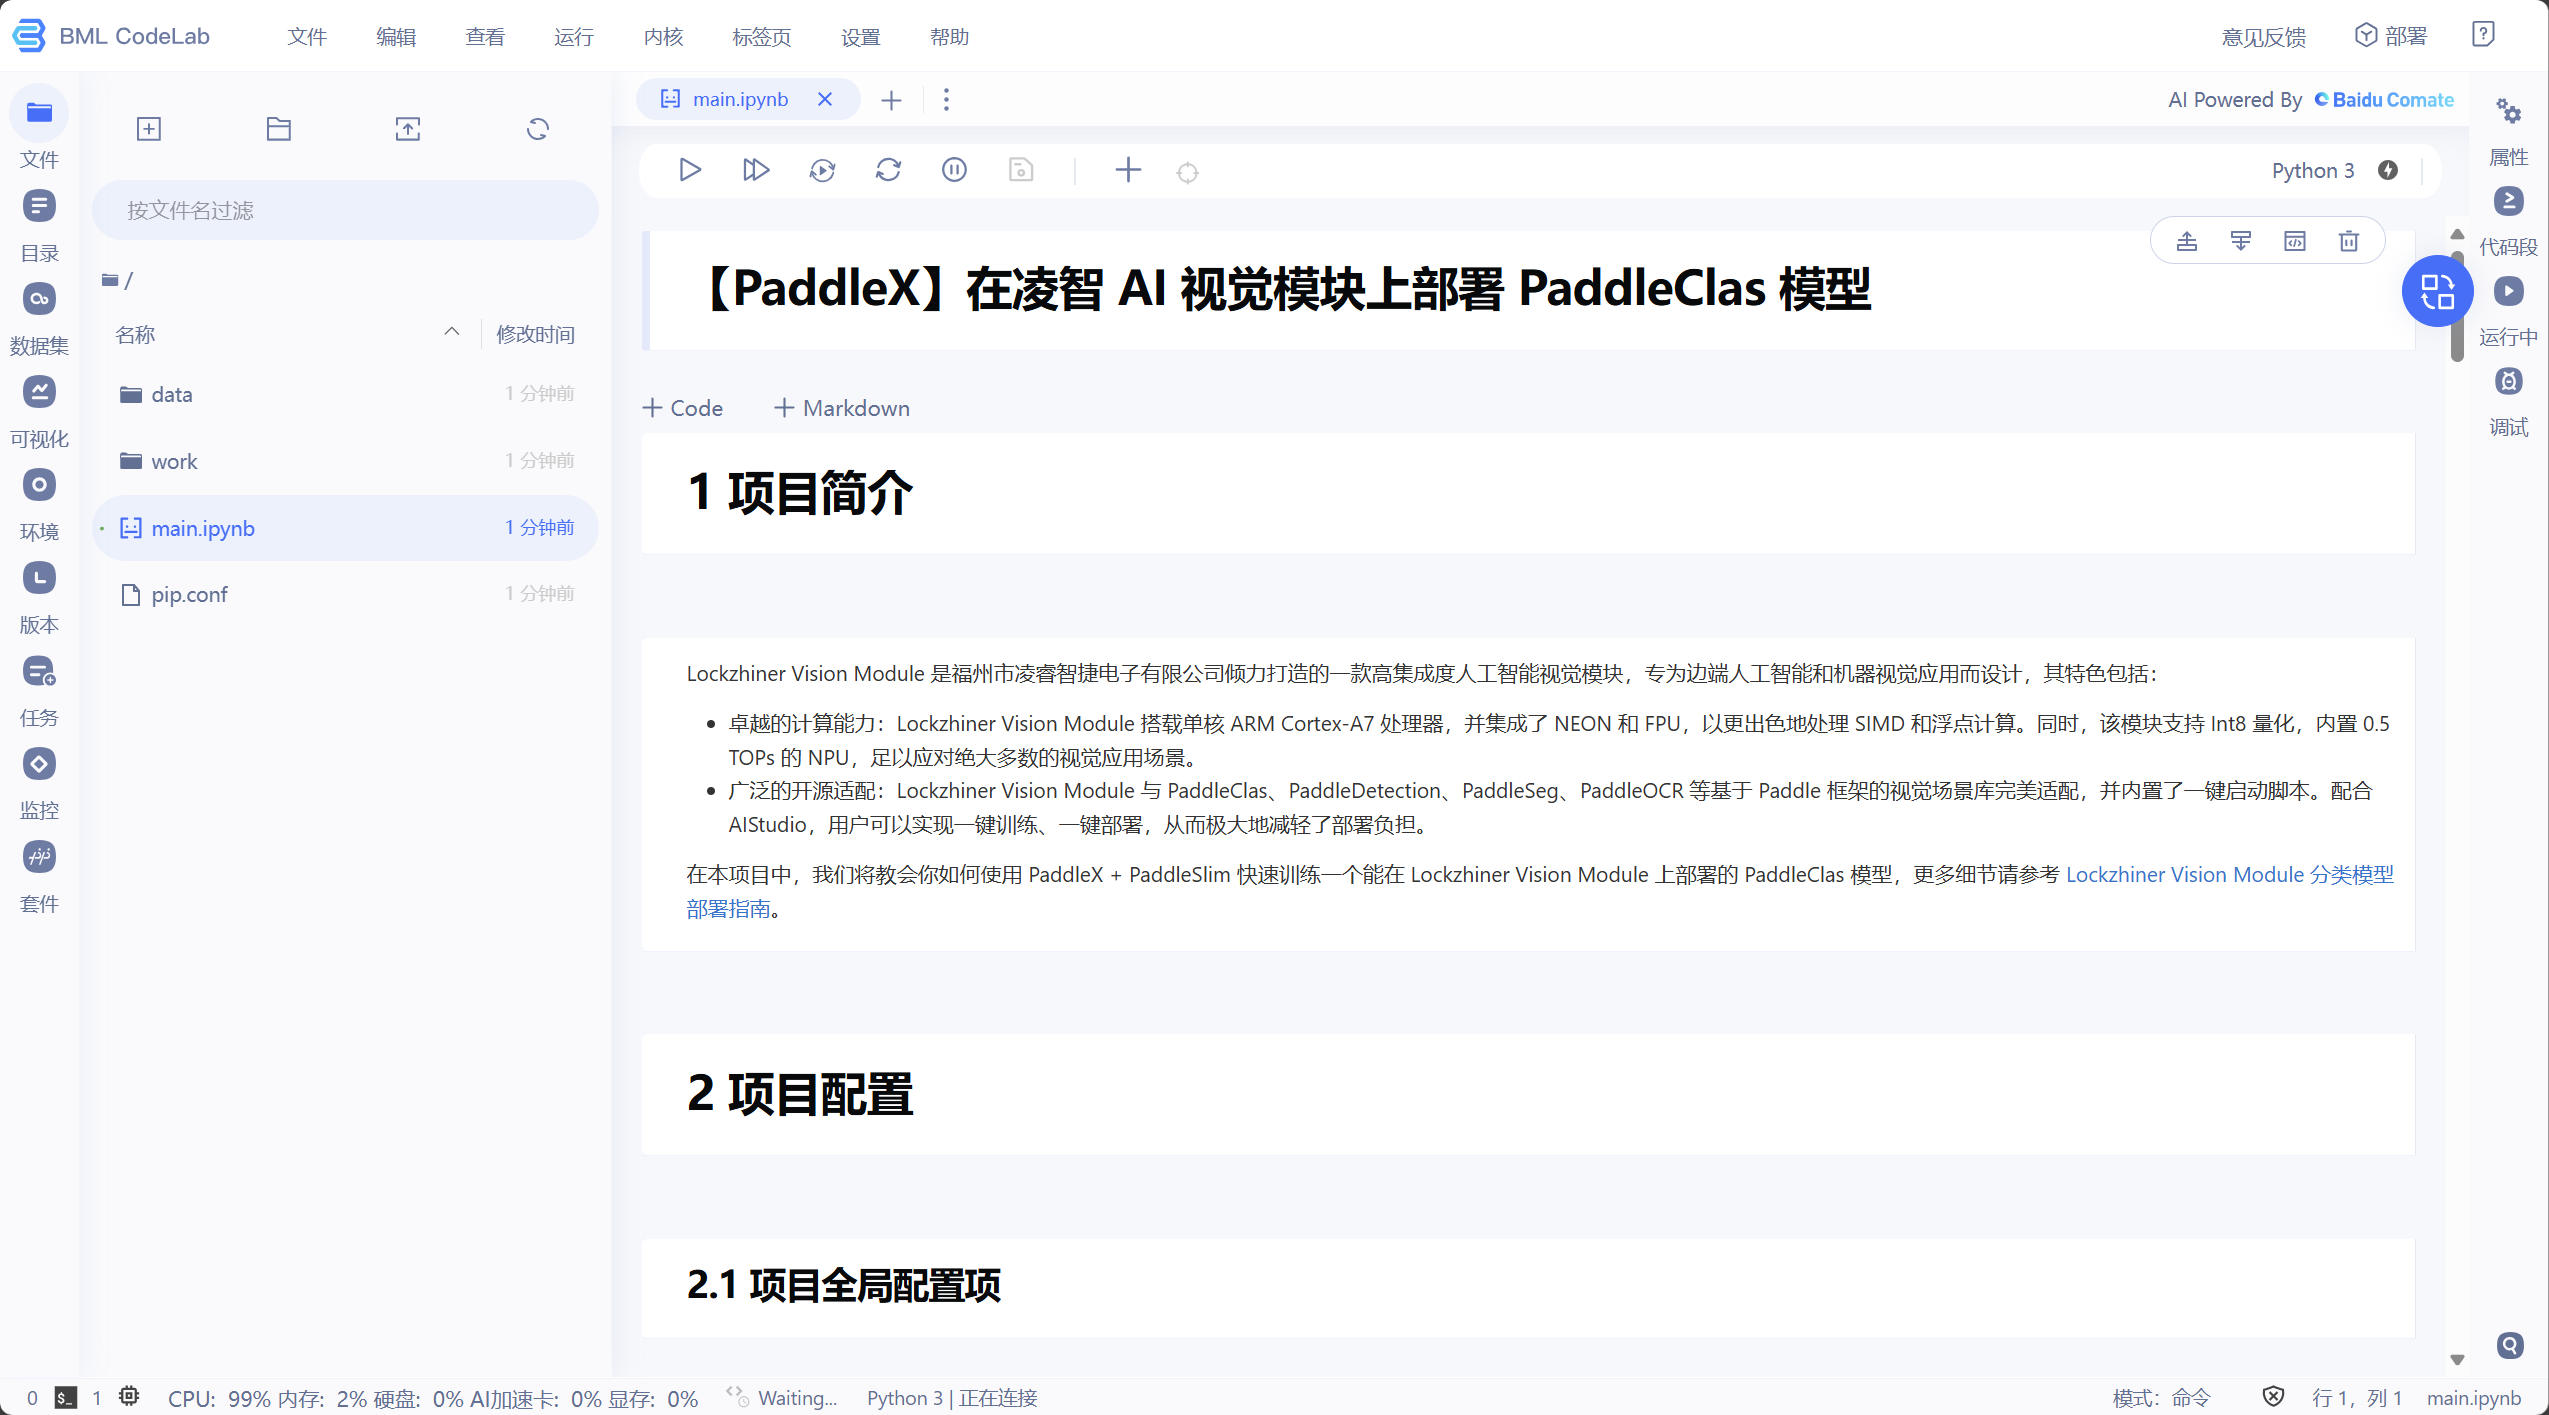 BML CodeLab
文件 编辑 查看 运行 内核 标签页 设置 帮助
意见反馈 部署
文件
目录
数据集
可视化
环境
版本
任务
监控
套件
按文件名过滤
/
名称 修改时间
data 1 分钟前
work 1 分钟前
main.ipynb 1 分钟前
pip.conf 1 分钟前
main.ipynb
AI Powered By Baidu Comate
Python 3
【PaddleX】在凌智 AI 视觉模块上部署 PaddleClas 模型
Code Markdown
1 项目简介
Lockzhiner Vision Module 是福州市凌睿智捷电子有限公司倾力打造的一款高集成度人工智能视觉模块，专为边端人工智能和机器视觉应用而设计，其特色包括：
• 卓越的计算能力：Lockzhiner Vision Module 搭载单核 ARM Cortex-A7 处理器，并集成了 NEON 和 FPU，以更出色地处理 SIMD 和浮点计算。同时，该模块支持 Int8 量化，内置 0.5
TOPs 的 NPU，足以应对绝大多数的视觉应用场景。
• 广泛的开源适配：Lockzhiner Vision Module 与 PaddleClas、PaddleDetection、PaddleSeg、PaddleOCR 等基于 Paddle 框架的视觉场景库完美适配，并内置了一键启动脚本。配合
AIStudio，用户可以实现一键训练、一键部署，从而极大地减轻了部署负担。
在本项目中，我们将教会你如何使用 PaddleX + PaddleSlim 快速训练一个能在 Lockzhiner Vision Module 上部署的 PaddleClas 模型，更多细节请参考 Lockzhiner Vision Module 分类模型
部署指南。
2 项目配置
2.1 项目全局配置项
属性
代码段
运行中
调试
0 $_ 1 CPU: 99% 内存: 2% 硬盘: 0% AI加速卡: 0% 显存: 0% Waiting... Python 3 | 正在连接
模式：命令 行 1，列 1 main.ipynb